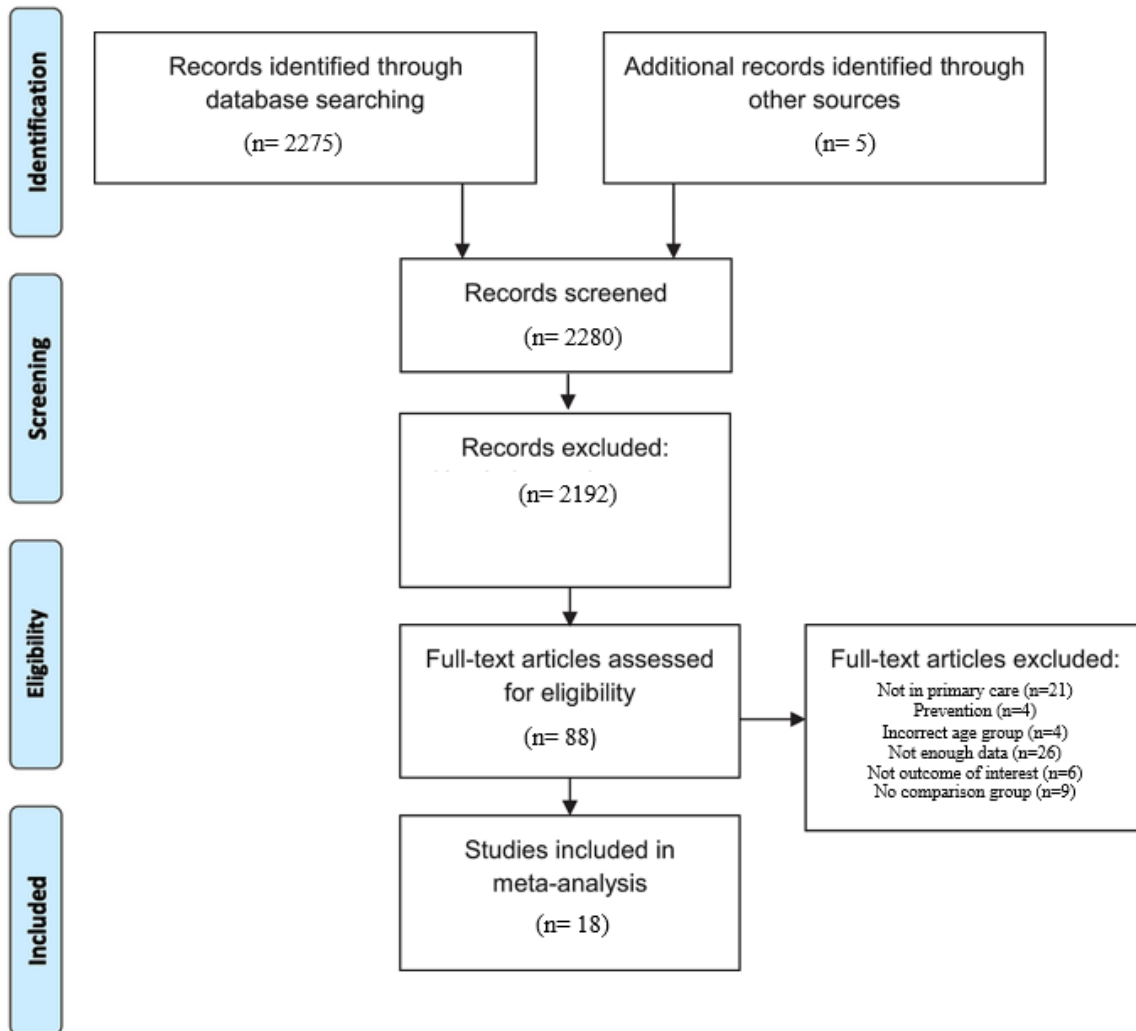 Identification
Records identified through
database searching
(n= 2275)
Additional records identified through
other sources
(n= 5)
Screening
Records screened
(n= 2280)
Records excluded:
(n= 2192)
Eligibility
Full-text articles assessed
for eligibility
(n= 88)
Full-text articles excluded:
Not in primary care (n=21)
Prevention (n=4)
Incorrect age group (n=4)
Not enough data (n=26)
Not outcome of interest (n=6)
No comparison group (n=9)
Included
Studies included in
meta-analysis
(n= 18)